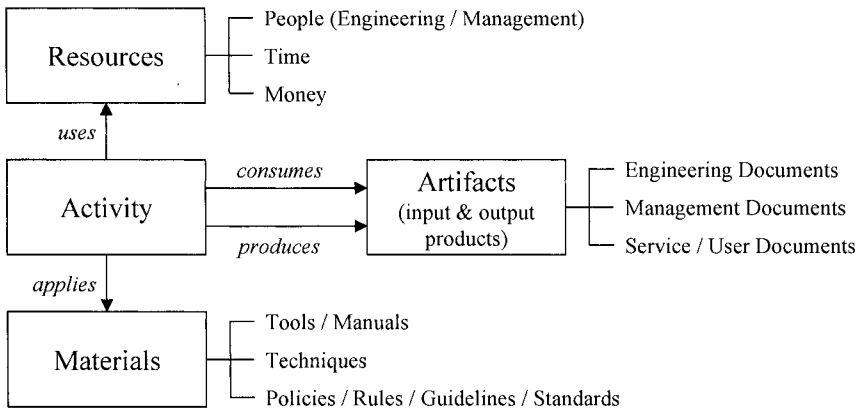 People (Engineering / Management)
Resources
Time
Money
uses
Activity
consumes
produces
Artifacts
(input & output
products)
Engineering Documents
Management Documents
Service / User Documents
applies
Materials
Tools / Manuals
Techniques
Policies / Rules / Guidelines / Standards